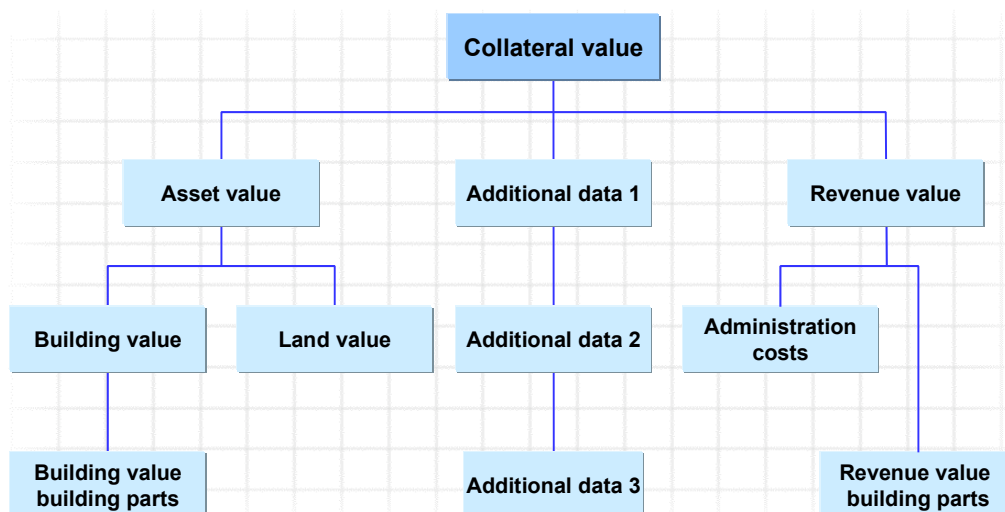 Collateral value
Asset value
Additional data 1
Revenue value
Building value
Land value
Additional data 2
Administration
costs
Building value
building parts
Additional data 3
Revenue value
building parts